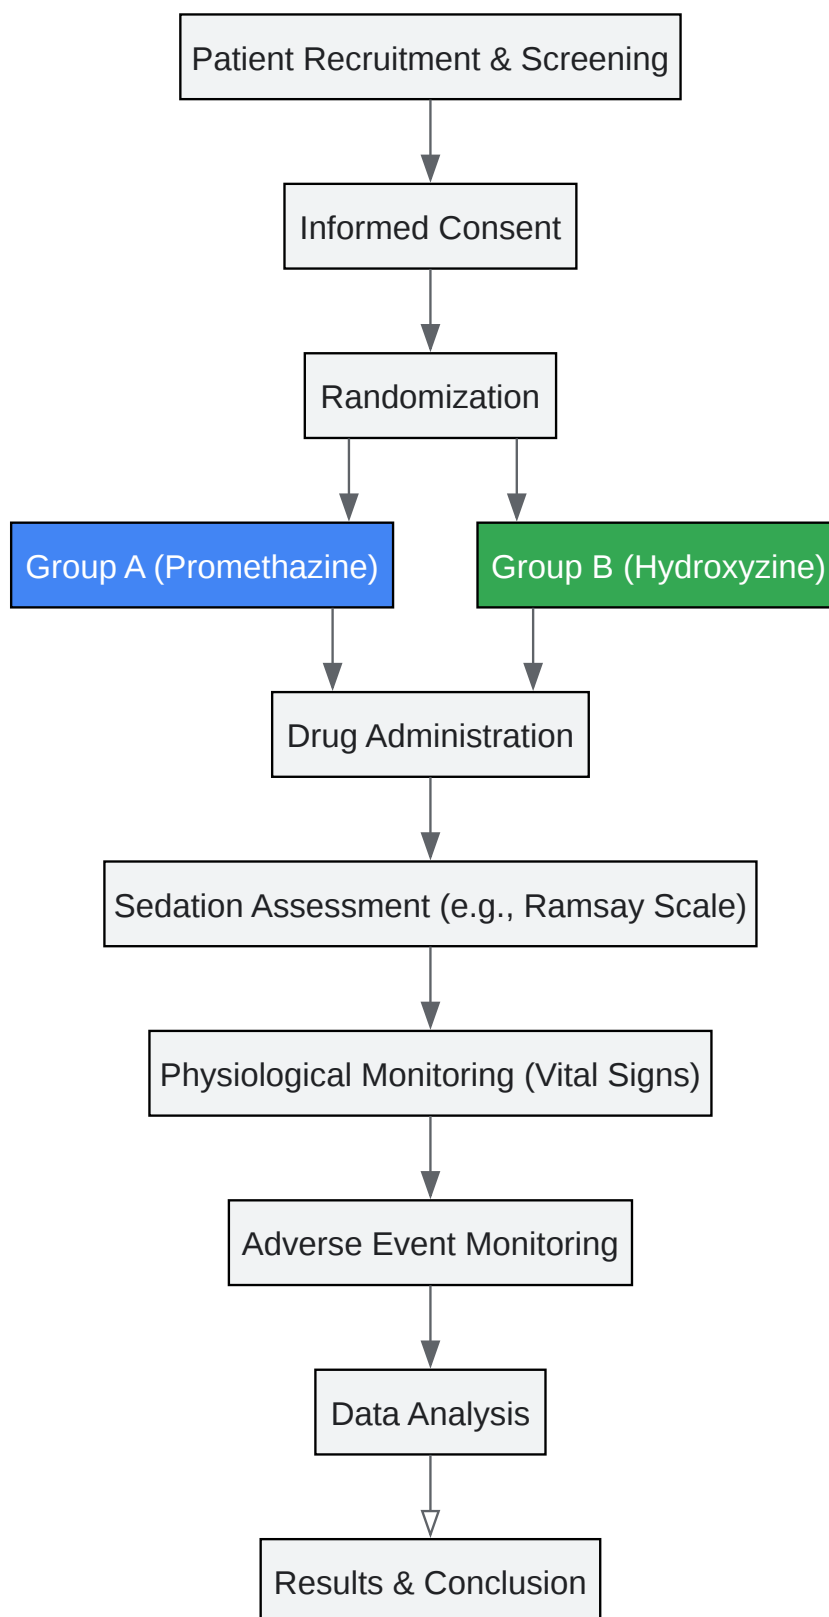 Patient Recruitment & Screening
Informed Consent
Randomization
Group A (Promethazine)
Group B (Hydroxyzine)
Drug Administration
Sedation Assessment (e.g., Ramsay Scale)
Physiological Monitoring (Vital Signs)
Adverse Event Monitoring
Data Analysis
Results & Conclusion